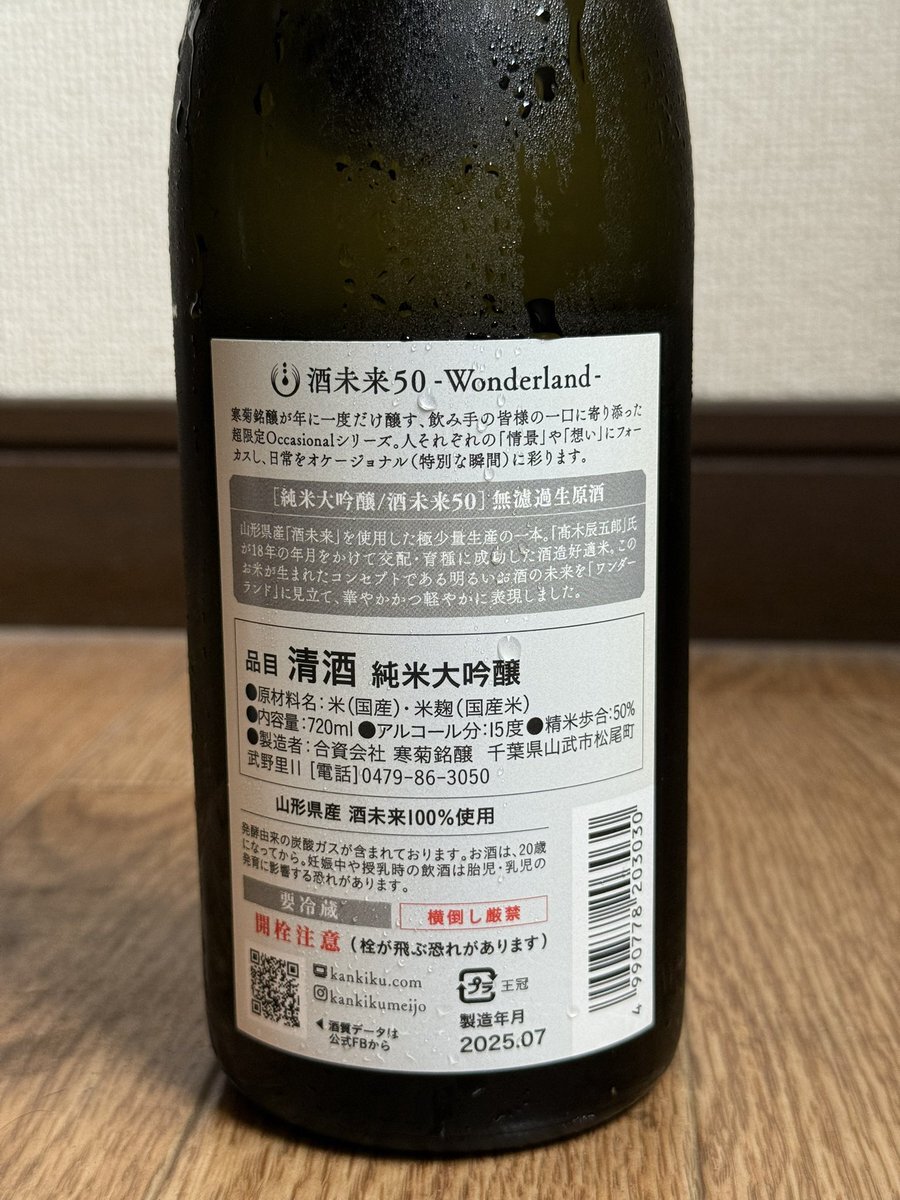 酒未来50 -Wonderland-
寒菊銘醸が年に一度だけ醸す、飲み手の皆様の一口に寄り添った
超限定Occasionalシリーズ。人それぞれの「情景」や「想い」にフォー
カスし、日常をオケージョナル(特別な瞬間)に彩ります。
[純米大吟醸/酒未来50]無濾過生原酒
山形県産「酒未来」を使用した極少量生産の一本。「髙木辰五郎」氏
が18年の年月をかけて交配・育種に成功した酒造好適米。この
お米が生まれたコンセプトである明るいお酒の未来を「ワンダー
ランド」に見立て、華やかかつ軽やかに表現しました。
品目 清酒 純米大吟醸
●原材料名:米(国産)・米麹(国産米)
●内容量:720ml ●アルコール分:15度 ●精米歩合:50%
●製造者:合資会社 寒菊銘醸 千葉県山武市松尾町
武野里11 [電話]0479-86-3050
山形県産 酒未来100%使用
発酵由来の炭酸ガスが含まれております。お酒は、20歳
になってから。妊娠中や授乳時の飲酒は胎児・乳児の
発育に影響する恐れがあります。
要冷蔵
横倒し厳禁
開栓注意(栓が飛ぶ恐れがあります)
kankiku.com
kankikumeijo
◀酒質データは
公式FBから
プラ 王冠
製造年月
2025.07
4 990778 203030